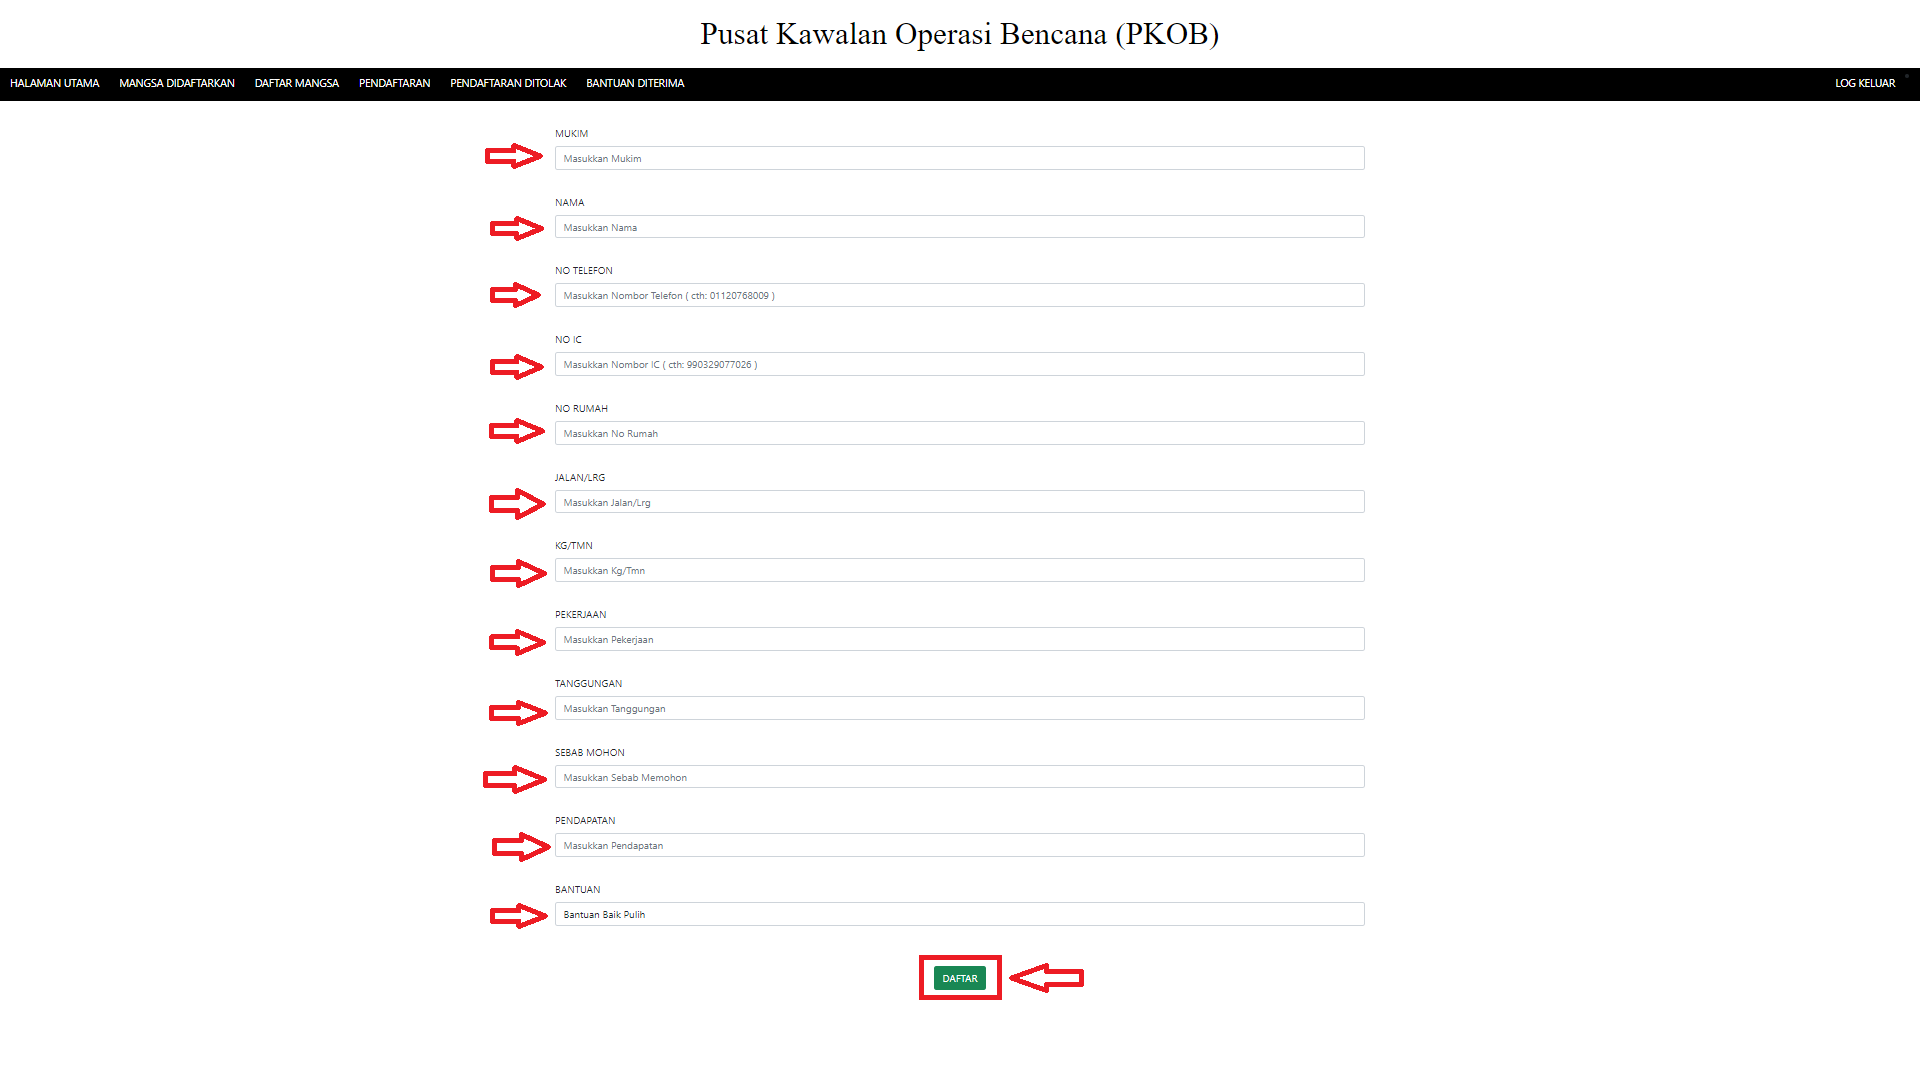 Pusat Kawalan Operasi Bencana (PKOB)
HALAMAN UTAMA MANGSA DIDAFTARKAN DAFTAR MANGSA PENDAFTARAN PENDAFTARAN DITOLAK BANTUAN DITERIMA LOG KELUAR
MUKIM
Masukkan Mukim
NAMA
Masukkan Nama
NO TELEFON
Masukkan Nombor Telefon ( cth: 01120768009 )
NO IC
Masukkan Nombor IC ( cth: 990329077026 )
NO RUMAH
Masukkan No Rumah
JALAN/LRG
Masukkan Jalan/Lrg
KG/TMN
Masukkan Kg/Tmn
PEKERJAAN
Masukkan Pekerjaan
TANGGUNGAN
Masukkan Tanggungan
SEBAB MOHON
Masukkan Sebab Memohon
PENDAPATAN
Masukkan Pendapatan
BANTUAN
Bantuan Baik Pulih
DAFTAR